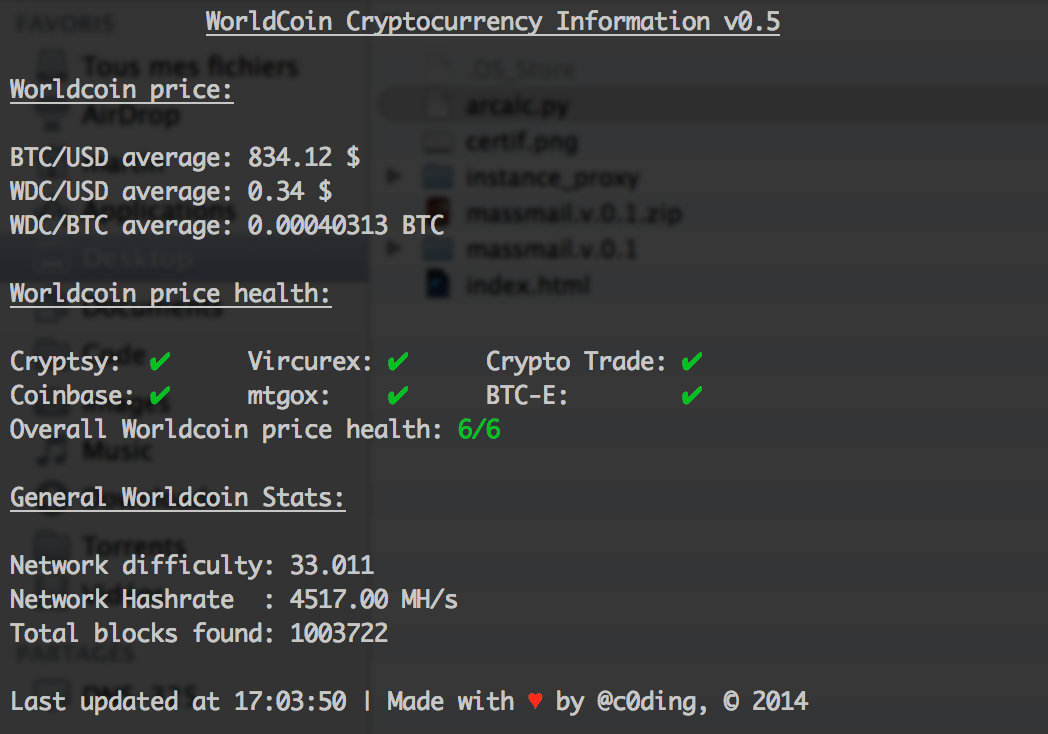 WorldCoin Cryptocurrency Information v0.5
FAVORIS
Tous mes fichiers
.DS_Store
Worldcoin price:
arcalc.py
AirDrop
certif.png
BTC/USD average: 834.12 $
instance_proxy
WDC/USD average: 0.34 $
Applications
massmail.v.0.1.zip
WDC/BTC average: 0.00040313 BTC
massmail.v.0.1
Desktop
index.html
Worldcoin price health:
Documents
Cryptsy: ✔ Vircurex: ✔ Crypto Trade: ✔
Code
Coinbase: ✔ mtgox: ✔ BTC-E: ✔
Images
Overall Worldcoin price health: 6/6
Music
General Worldcoin Stats:
Torrents
Network difficulty: 33.011
Network Hashrate : 4517.00 MH/s
Total blocks found: 1003722
PARTAGES
Last updated at 17:03:50 | Made with ♥ by @c0ding, © 2014